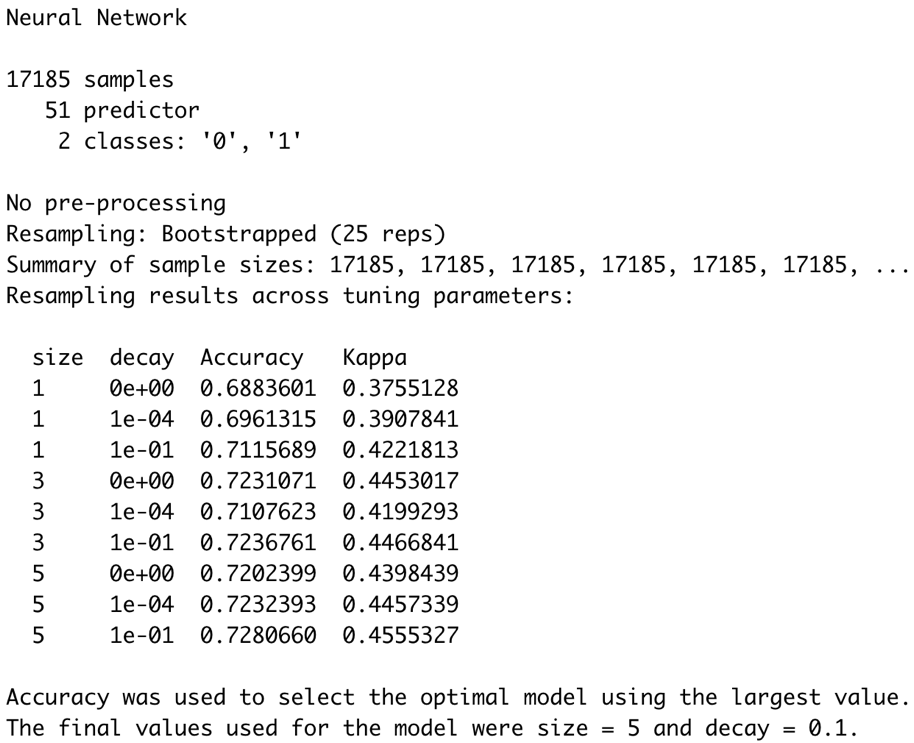 Neural Network
17185 samples
51 predictor
2 classes: '0', '1'
No pre-processing
Resampling: Bootstrapped (25 reps)
Summary of sample sizes: 17185, 17185, 17185, 17185, 17185, 17185, ...
Resampling results across tuning parameters:
size decay Accuracy Kappa
1 0e+00 0.6883601 0.3755128
1 1e-04 0.6961315 0.3907841
1 1e-01 0.7115689 0.4221813
3 0e+00 0.7231071 0.4453017
3 1e-04 0.7107623 0.4199293
3 1e-01 0.7236761 0.4466841
5 0e+00 0.7202399 0.4398439
5 1e-04 0.7232393 0.4457339
5 1e-01 0.7280660 0.4555327
Accuracy was used to select the optimal model using the largest value.
The final values used for the model were size = 5 and decay = 0.1.